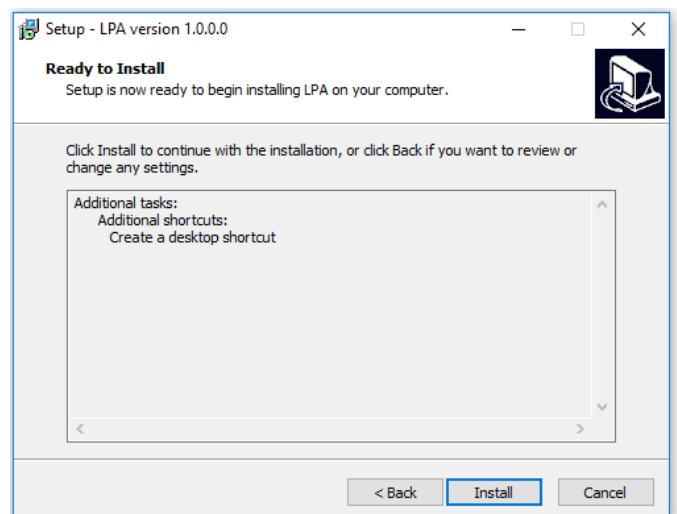 Setup - LPA version 1.0.0.0
Ready to Install
Setup is now ready to begin installing LPA on your computer.
Click Install to continue with the installation, or click Back if you want to review or
change any settings.
Additional tasks:
Additional shortcuts:
Create a desktop shortcut
< Back Install Cancel